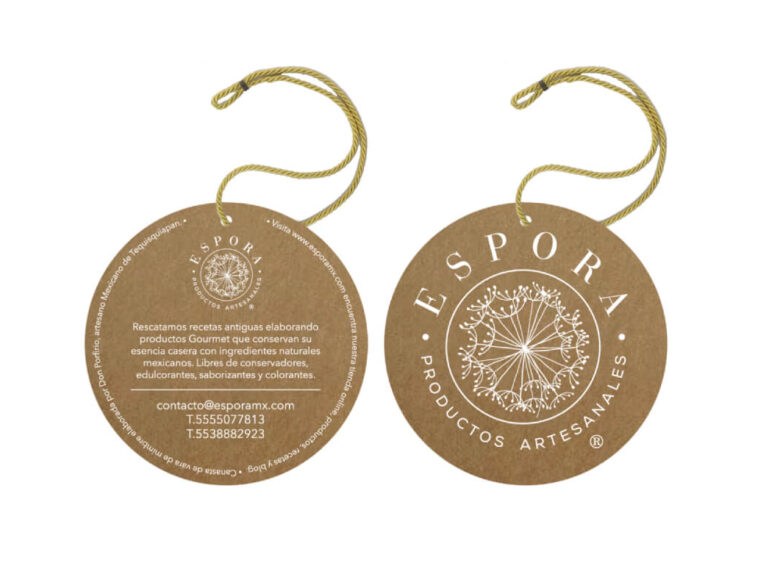 ESPORA
• PRODUCTOS ARTESANALES •
®
Rescatamos recetas antiguas elaborando
productos Gourmet que conservan su
esencia casera con ingredientes naturales
mexicanos. Libres de conservadores,
edulcorantes, saborizantes y colorantes.
contacto@esporamx.com
T.5555077813
T.5538882923
• Visita www.esporamx.com encuentra nuestra tienda online, productos, recetas y blog. • Canasta de vara de mimbre elaborada por Don Porfirio, artesano Mexicano de Tequisquiapan. •
ESPORA
• PRODUCTOS ARTESANALES •
®